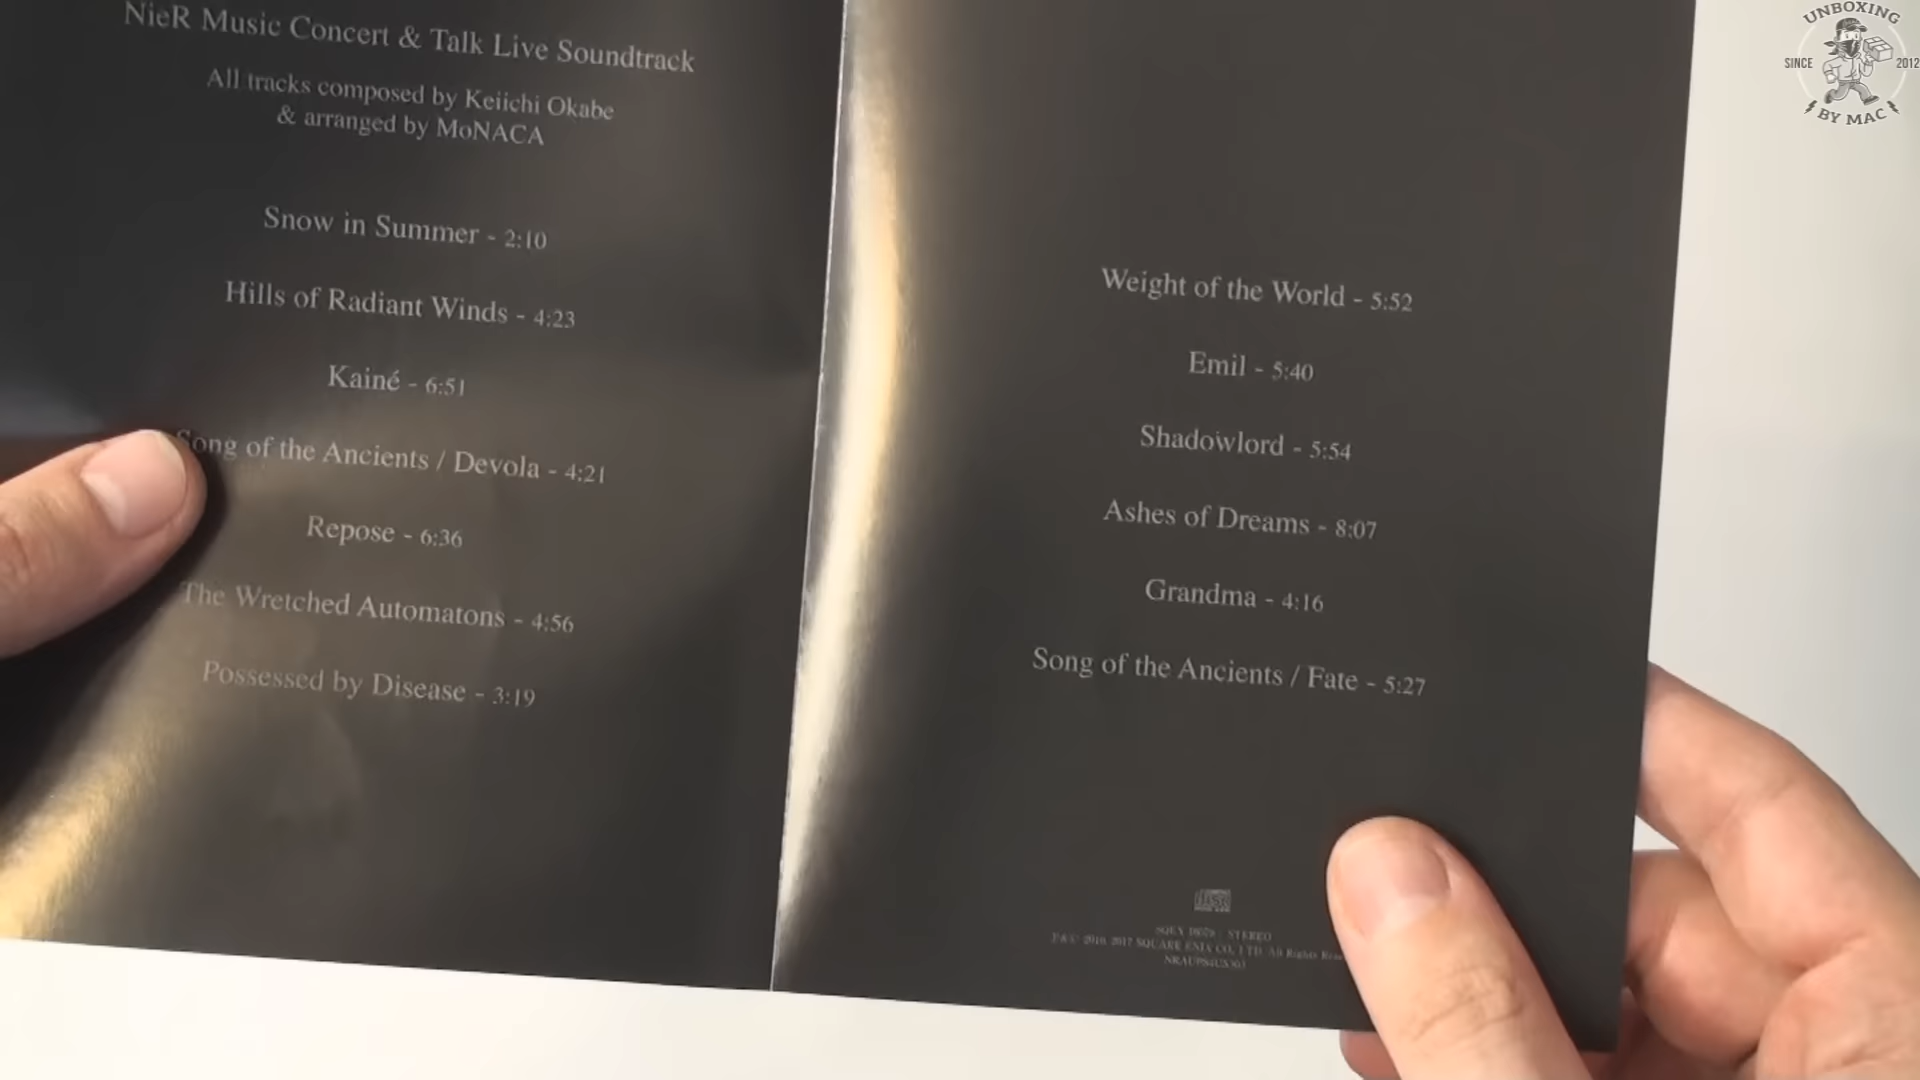 NieR Music Concert & Talk Live Soundtrack
All tracks composed by Keiichi Okabe
& arranged by MoNACA
Snow in Summer - 2:10
Hills of Radiant Winds - 4:23
Kainé - 6:51
Song of the Ancients / Devola - 4:21
Repose - 6:36
The Wretched Automatons - 4:56
Possessed by Disease - 3:19
Weight of the World - 5:52
Emil - 5:40
Shadowlord - 5:54
Ashes of Dreams - 8:07
Grandma - 4:16
Song of the Ancients / Fate - 5:27
STEREO
2017 SQUARE ENIX CO., LTD. All Rights
UNBOXING
SINCE 2012
BY MAC